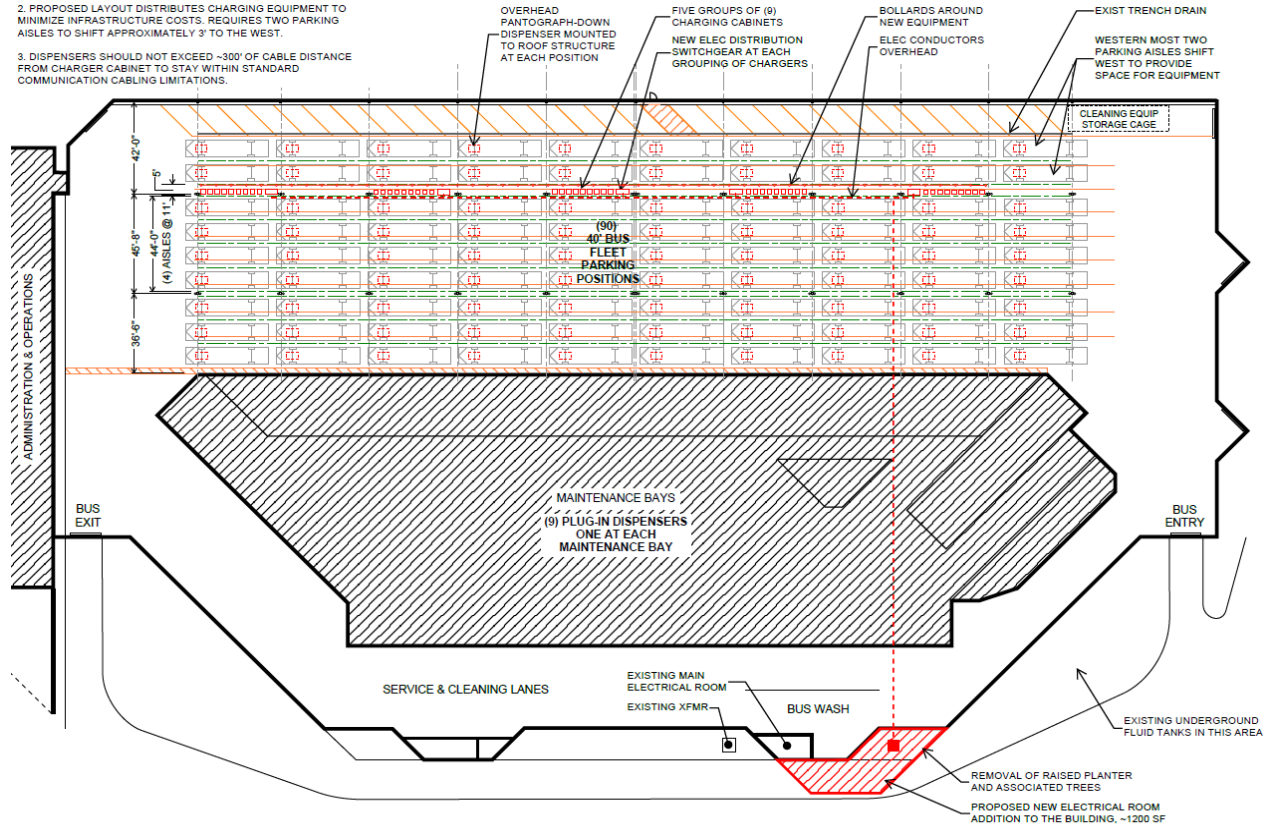 2. PROPOSED LAYOUT DISTRIBUTES CHARGING EQUIPMENT TO
MINIMIZE INFRASTRUCTURE COSTS. REQUIRES TWO PARKING
AISLES TO SHIFT APPROXIMATELY 3' TO THE WEST.
3. DISPENSERS SHOULD NOT EXCEED ~300' OF CABLE DISTANCE
FROM CHARGER CABINET TO STAY WITHIN STANDARD
COMMUNICATION CABLING LIMITATIONS.
OVERHEAD
PANTOGRAPH-DOWN
DISPENSER MOUNTED
TO ROOF STRUCTURE
AT EACH POSITION
FIVE GROUPS OF (9)
CHARGING CABINETS
NEW ELEC DISTRIBUTION
SWITCHGEAR AT EACH
GROUPING OF CHARGERS
BOLLARDS AROUND
NEW EQUIPMENT
ELEC CONDUCTORS
OVERHEAD
EXIST TRENCH DRAIN
WESTERN MOST TWO
PARKING AISLES SHIFT
WEST TO PROVIDE
SPACE FOR EQUIPMENT
CLEANING EQUIP
STORAGE CAGE
42'-0"
5'
45'-8"
44'-0"
(4) AISLES @ 11'
36'-6"
(90)
40' BUS
FLEET
PARKING
POSITIONS
ADMINISTRATION & OPERATIONS
BUS
EXIT
MAINTENANCE BAYS
(9) PLUG-IN DISPENSERS
ONE AT EACH
MAINTENANCE BAY
BUS
ENTRY
SERVICE & CLEANING LANES
EXISTING MAIN
ELECTRICAL ROOM
EXISTING XFMR
BUS WASH
EXISTING UNDERGROUND
FLUID TANKS IN THIS AREA
REMOVAL OF RAISED PLANTER
AND ASSOCIATED TREES
PROPOSED NEW ELECTRICAL ROOM
ADDITION TO THE BUILDING, ~1200 SF